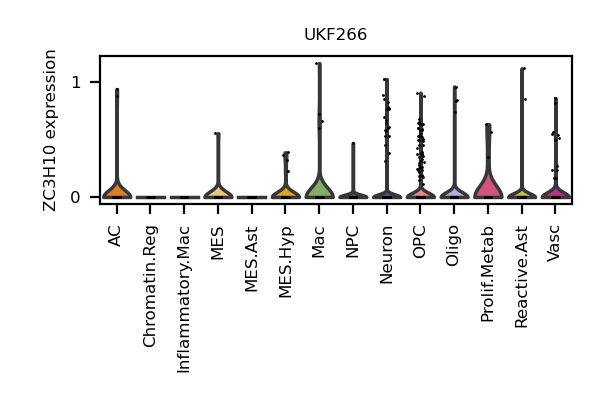 UKF266
ZC3H10 expression
1
0
AC
Chromatin.Reg
Inflammatory.Mac
MES
MES.Ast
MES.Hyp
Mac
NPC
Neuron
OPC
Oligo
Prolif.Metab
Reactive.Ast
Vasc